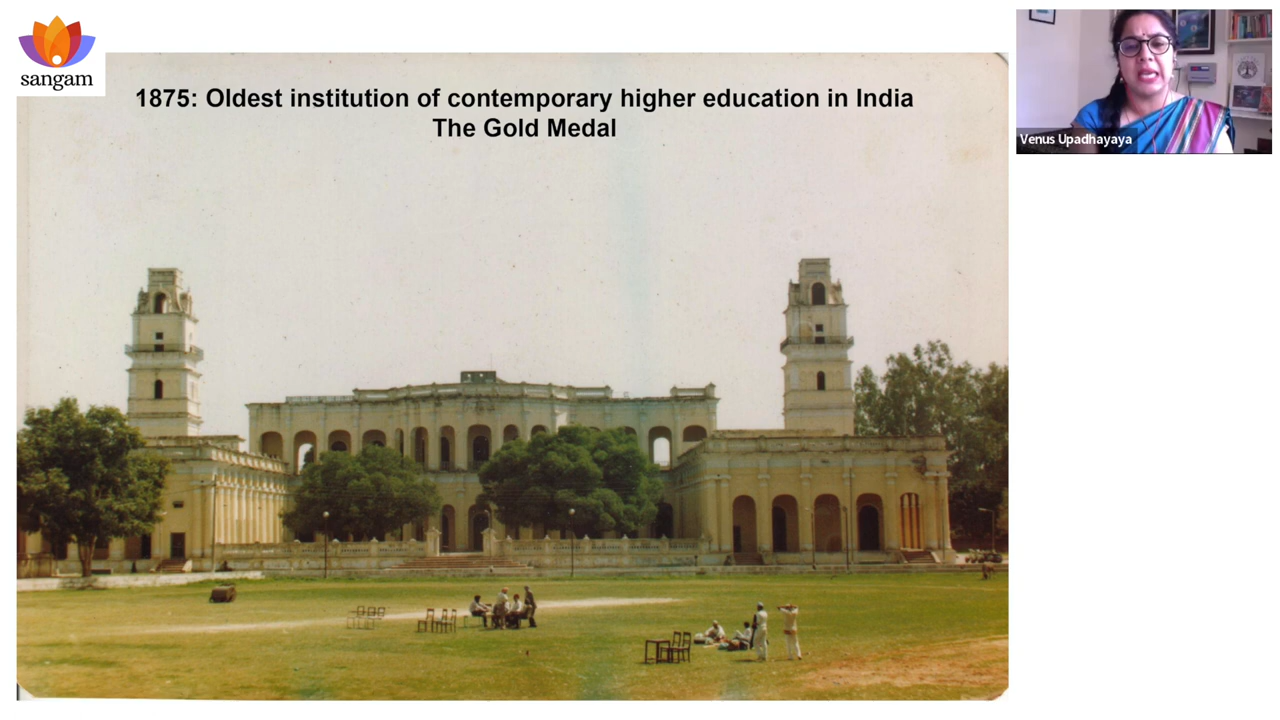 sangam
1875: Oldest institution of contemporary higher education in India
The Gold Medal
Venus Upadhayaya